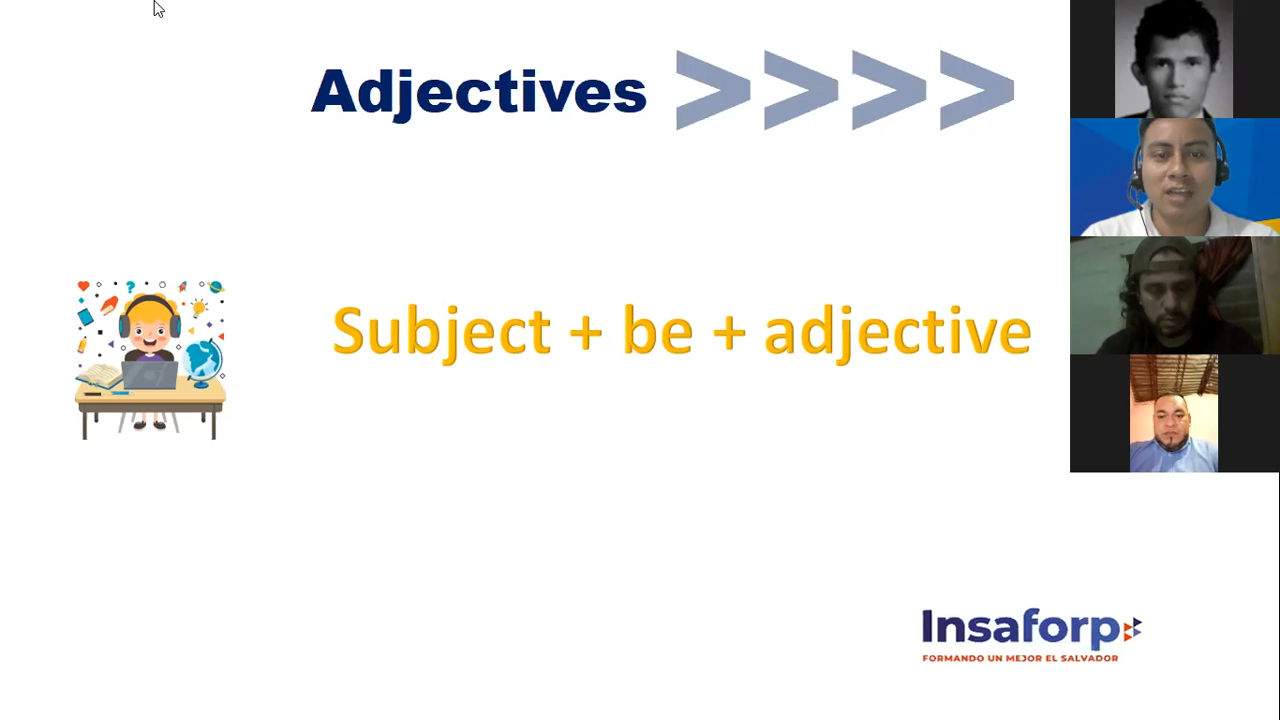 Adjectives >>>>
Subject + be + adjective
Insaforp
FORMANDO UN MEJOR EL SALVADOR